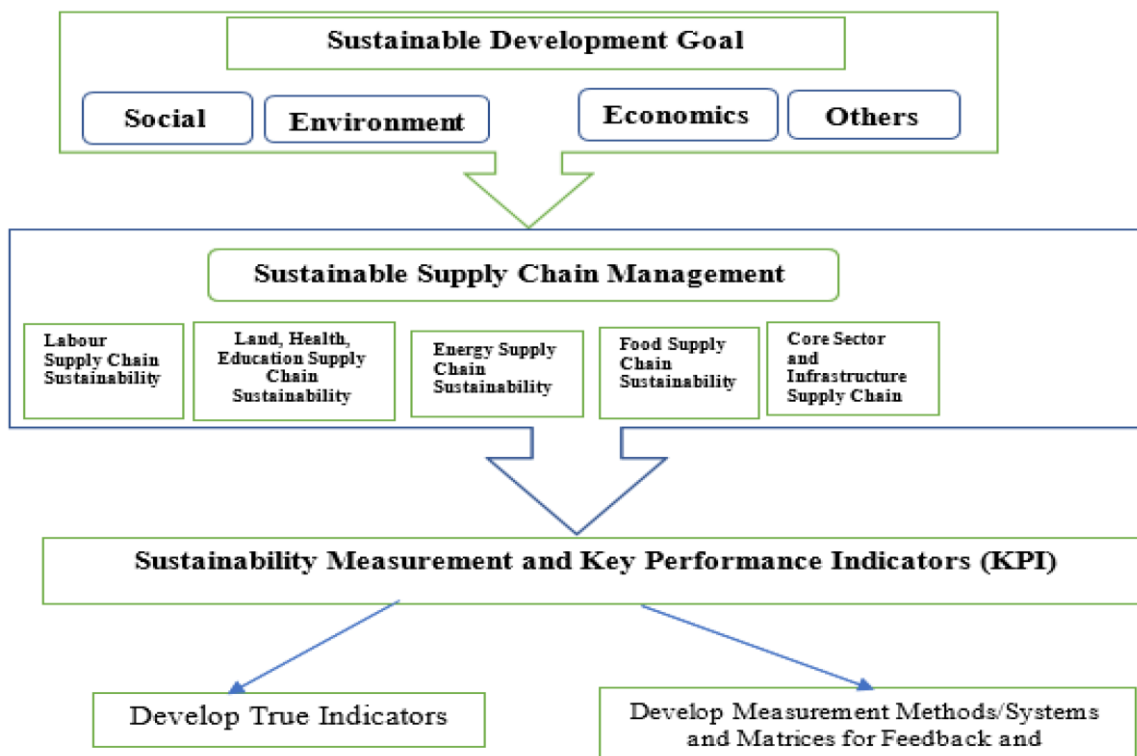 Sustainable Development Goal
Social
Environment
Economics
Others
Sustainable Supply Chain Management
Labour
Supply Chain
Sustainability
Land, Health,
Education Supply
Chain
Sustainability
Energy Supply
Chain
Sustainability
Food Supply
Chain
Sustainability
Core Sector
and
Infrastructure
Supply Chain
Sustainability Measurement and Key Performance Indicators (KPI)
Develop True Indicators
Develop Measurement Methods/Systems
and Matrices for Feedback and